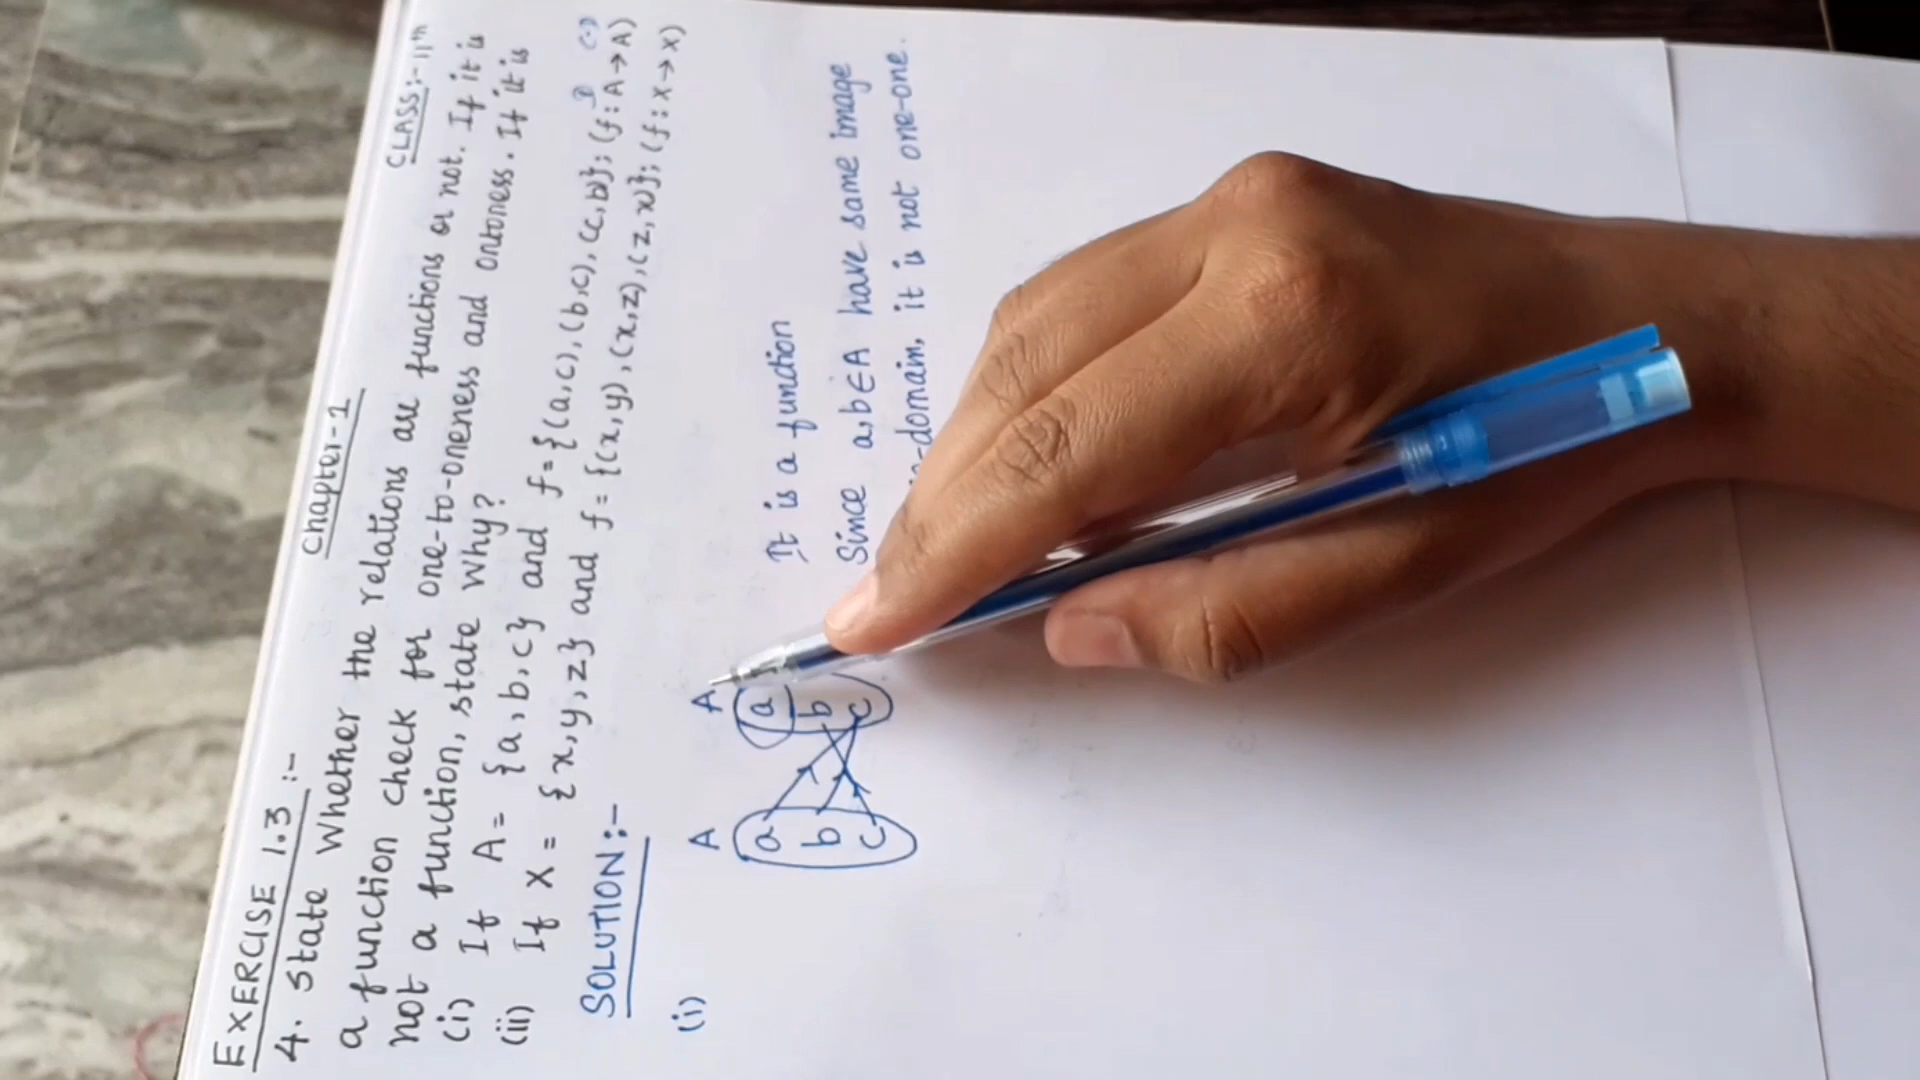 Chapter-1
CLASS:-11th
EXERCISE 1.3 :-
4. State Whether the relations are functions or not. If it is
a function check for one-to-oneness and ontoness. If it is
not a function, state why?
(i) If A = {a, b, c} and f = {(a,c), (b,c), (c,b)}; (f: A→A)
(ii) If X = {x, y, z} and f = {(x,y), (x,z), (z,x)}; (f: X→X)
SOLUTION:-
(i)
A A
a a
b b
c c
It is a function
Since a,b∈A have same image
-domain, it is not one-one.